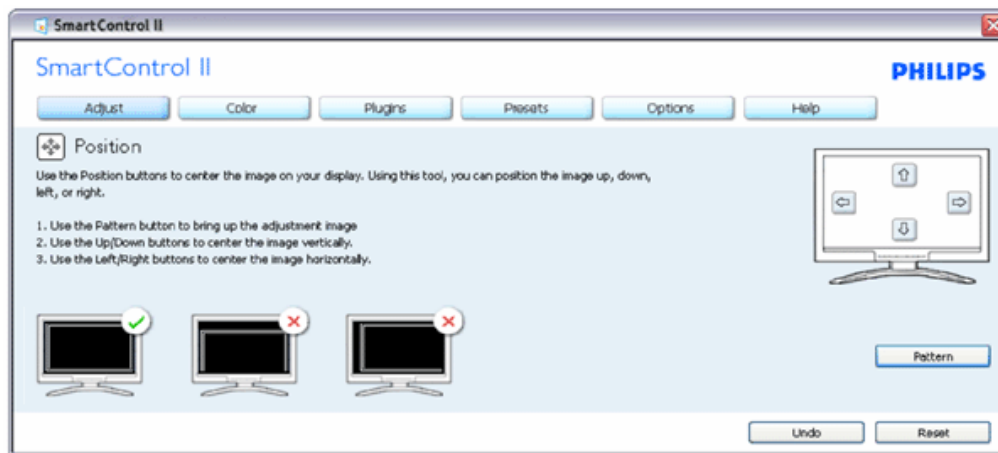 SmartControl II
SmartControl II
PHILIPS
Adjust Color Plugins Presets Options Help
Position
Use the Position buttons to center the image on your display. Using this tool, you can position the image up, down,
left, or right.
1. Use the Pattern button to bring up the adjustment image
2. Use the Up/Down buttons to center the image vertically.
3. Use the Left/Right buttons to center the image horizontally.
Pattern
Undo Reset